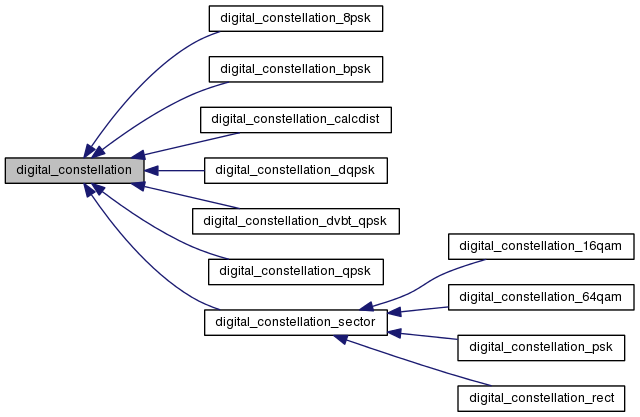 digital_constellation_8psk
digital_constellation_bpsk
digital_constellation_calcdist
digital_constellation
digital_constellation_dqpsk
digital_constellation_dvbt_qpsk
digital_constellation_16qam
digital_constellation_qpsk
digital_constellation_64qam
digital_constellation_sector
digital_constellation_psk
digital_constellation_rect